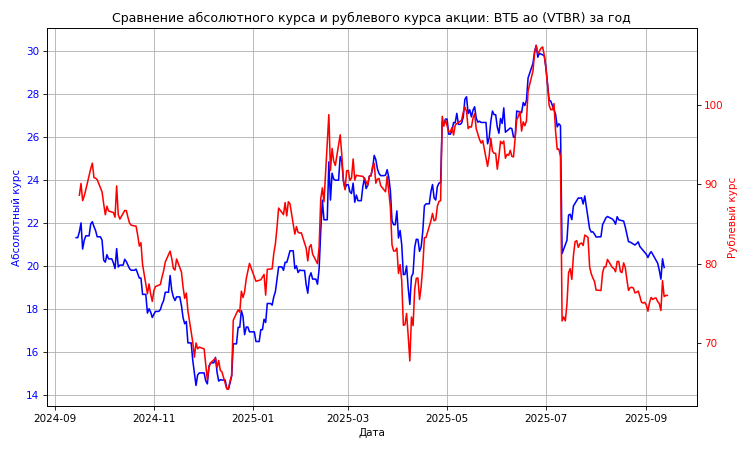 Сравнение абсолютного курса и рублевого курса акции: ВТБ ао (VTBR) за год
30
28
26
24
22
20
18
16
14
Абсолютный курс
100
90
80
70
Рублевый курс
2024-09 2024-11 2025-01 2025-03 2025-05 2025-07 2025-09
Дата